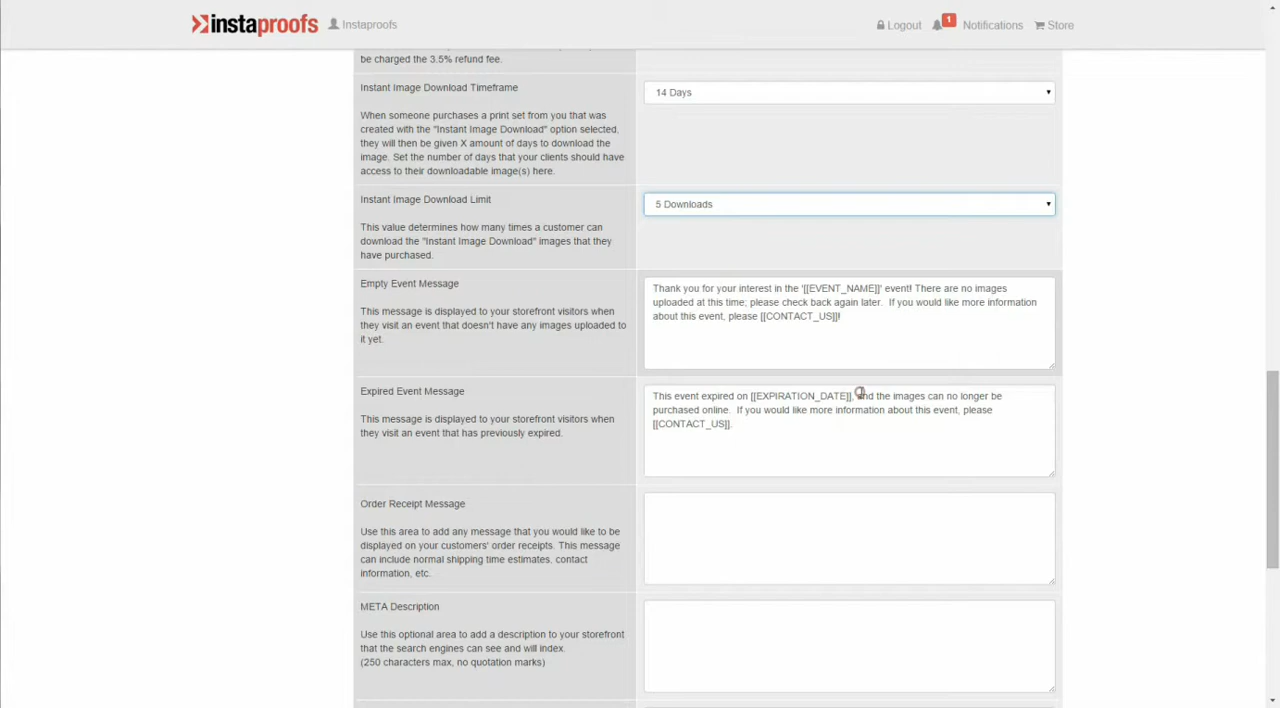 instaproofs
Instaproofs
Logout
1
Notifications
Store
be charged the 3.5% refund fee.
Instant Image Download Timeframe
14 Days
When someone purchases a print set from you that was
created with the "Instant Image Download" option selected,
they will then be given X amount of days to download the
image. Set the number of days that your clients should have
access to their downloadable image(s) here.
Instant Image Download Limit
5 Downloads
This value determines how many times a customer can
download the "Instant Image Download" images that they
have purchased.
Empty Event Message
This message is displayed to your storefront visitors when
they visit an event that doesn't have any images uploaded to
it yet.
Thank you for your interest in the '[[EVENT_NAME]]' event! There are no images
uploaded at this time; please check back again later. If you would like more information
about this event, please [[CONTACT_US]]!
Expired Event Message
This message is displayed to your storefront visitors when
they visit an event that has previously expired.
This event expired on [[EXPIRATION_DATE]], and the images can no longer be
purchased online. If you would like more information about this event, please
[[CONTACT_US]].
Order Receipt Message
Use this area to add any message that you would like to be
displayed on your customers' order receipts. This message
can include normal shipping time estimates, contact
information, etc.
META Description
Use this optional area to add a description to your storefront
that the search engines can see and will index.
(250 characters max, no quotation marks)